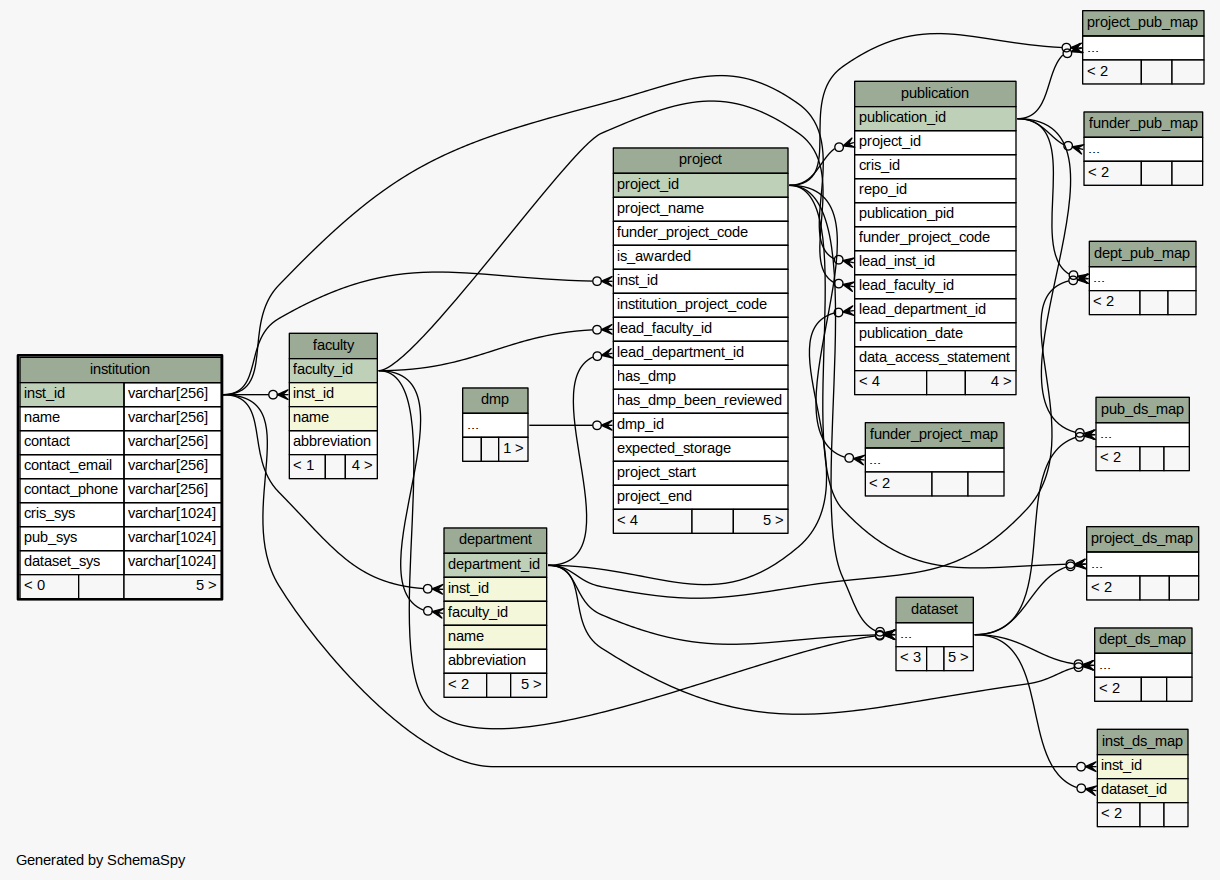 institution
inst_id varchar[256]
name varchar[256]
contact varchar[256]
contact_email varchar[256]
contact_phone varchar[256]
cris_sys varchar[1024]
pub_sys varchar[1024]
dataset_sys varchar[1024]
< 0 5 >
faculty
faculty_id
inst_id
name
abbreviation
< 1 4 >
dmp
...
1 >
department
department_id
inst_id
faculty_id
name
abbreviation
< 2 5 >
project
project_id
project_name
funder_project_code
is_awarded
inst_id
institution_project_code
lead_faculty_id
lead_department_id
has_dmp
has_dmp_been_reviewed
dmp_id
expected_storage
project_start
project_end
< 4 5 >
publication
publication_id
project_id
cris_id
repo_id
publication_pid
funder_project_code
lead_inst_id
lead_faculty_id
lead_department_id
publication_date
data_access_statement
< 4 4 >
funder_project_map
...
< 2
dataset
...
< 3 5 >
project_pub_map
...
< 2
funder_pub_map
...
< 2
dept_pub_map
...
< 2
pub_ds_map
...
< 2
project_ds_map
...
< 2
dept_ds_map
...
< 2
inst_ds_map
inst_id
dataset_id
< 2
Generated by SchemaSpy